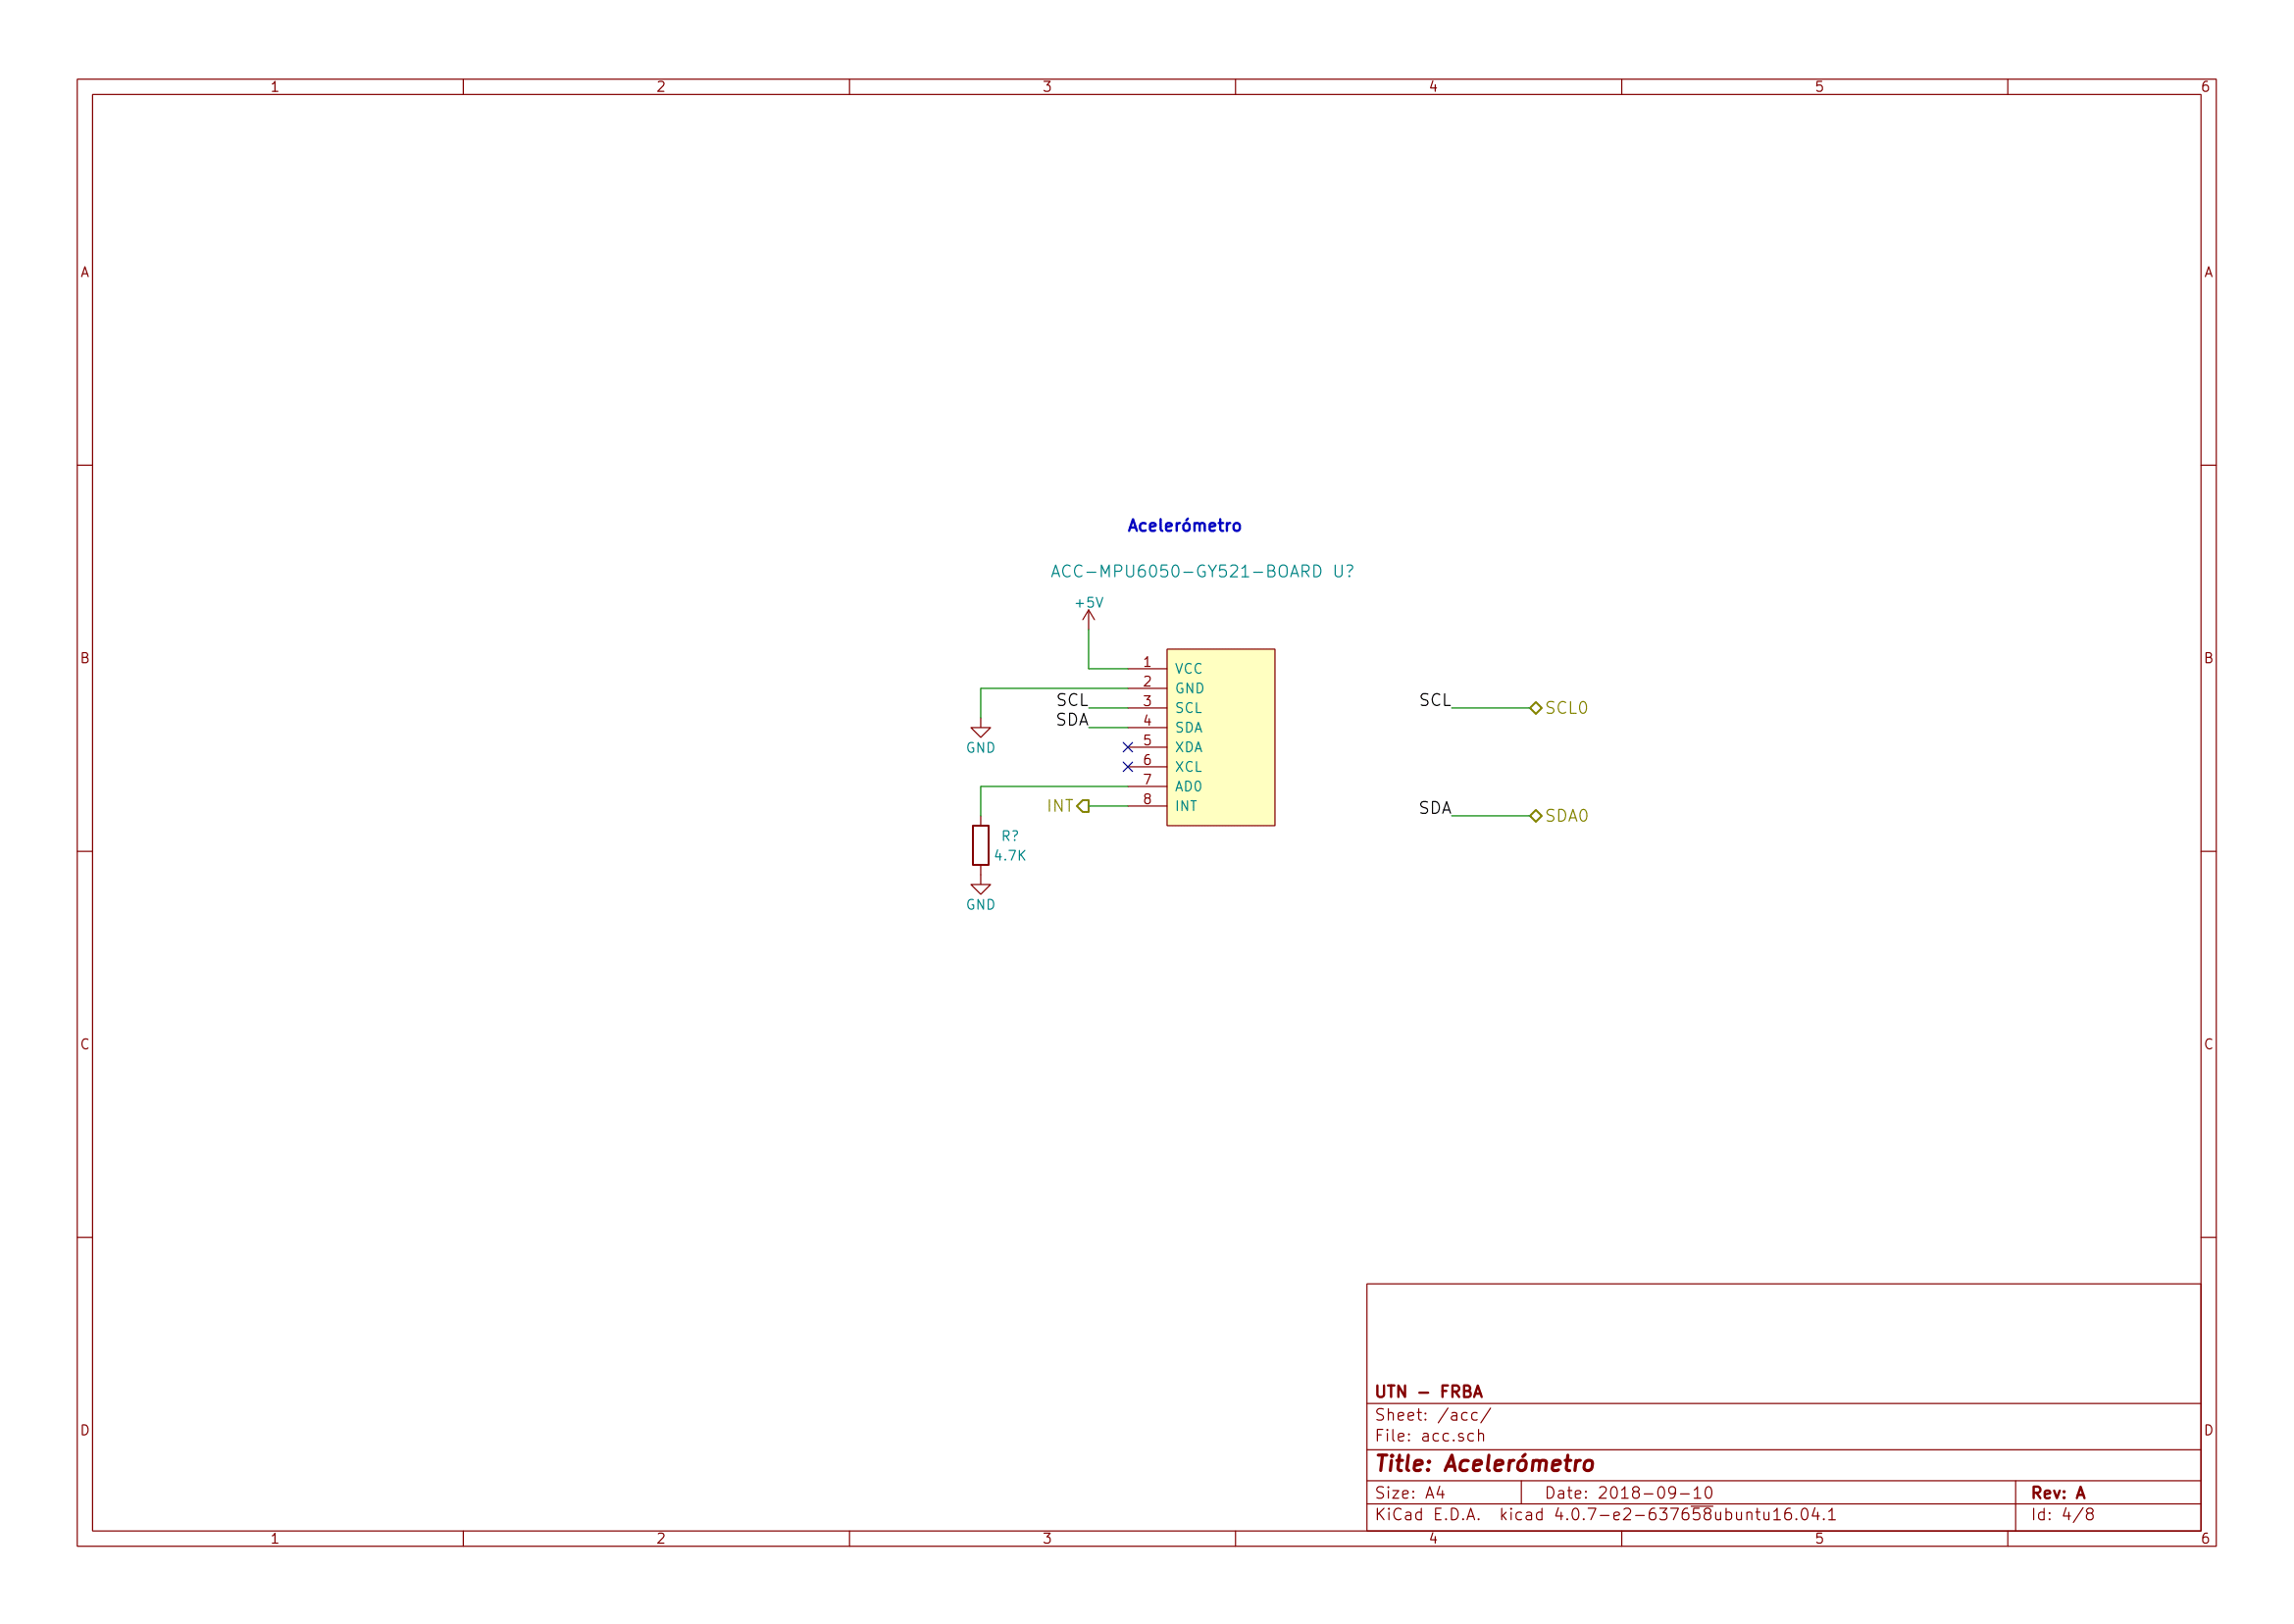 1 2 3 4 5 6
A A
Acelerómetro
ACC-MPU6050-GY521-BOARD U?
+5V
B B
1 VCC
2 GND
SCL 3 SCL
SDA 4 SDA
GND
5 XDA
6 XCL
7 AD0
INT 8 INT
SCL SCL0
SDA SDA0
R?
4.7K
GND
C C
UTN - FRBA
Sheet: /acc/
File: acc.sch
D D
Title: Acelerómetro
Size: A4 Date: 2018-09-10 Rev: A
KiCad E.D.A. kicad 4.0.7-e2-637658ubuntu16.04.1 Id: 4/8
1 2 3 4 5 6